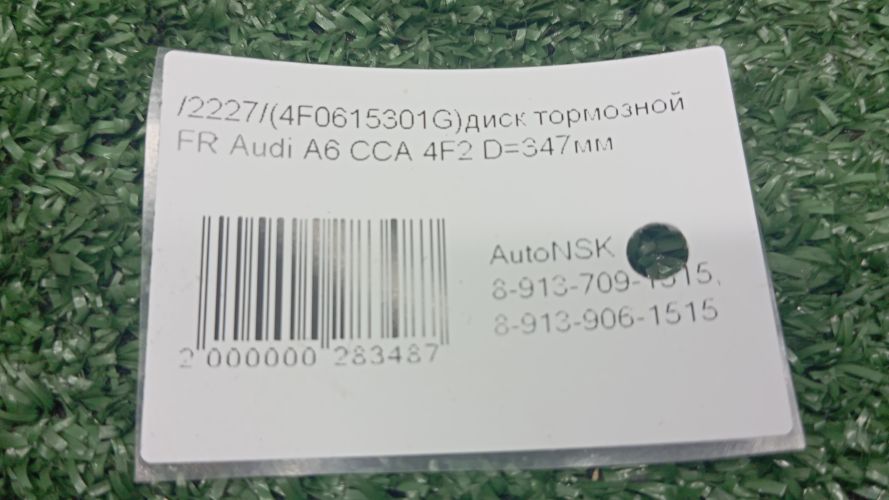 /2227/(4F0615301G)диск тормозной
FR Audi A6 CCA 4F2 D=347мм
AutoNSK
8-913-709-1515,
8-913-906-1515
2 000000 283487